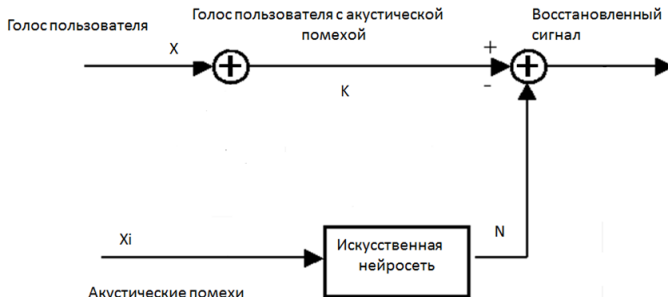 Голос пользователя
Голос пользователя с акустической
помехой
Восстановленный
сигнал
X
+
K
-
Xi
Искусственная
нейросеть
N
Акустические помехи